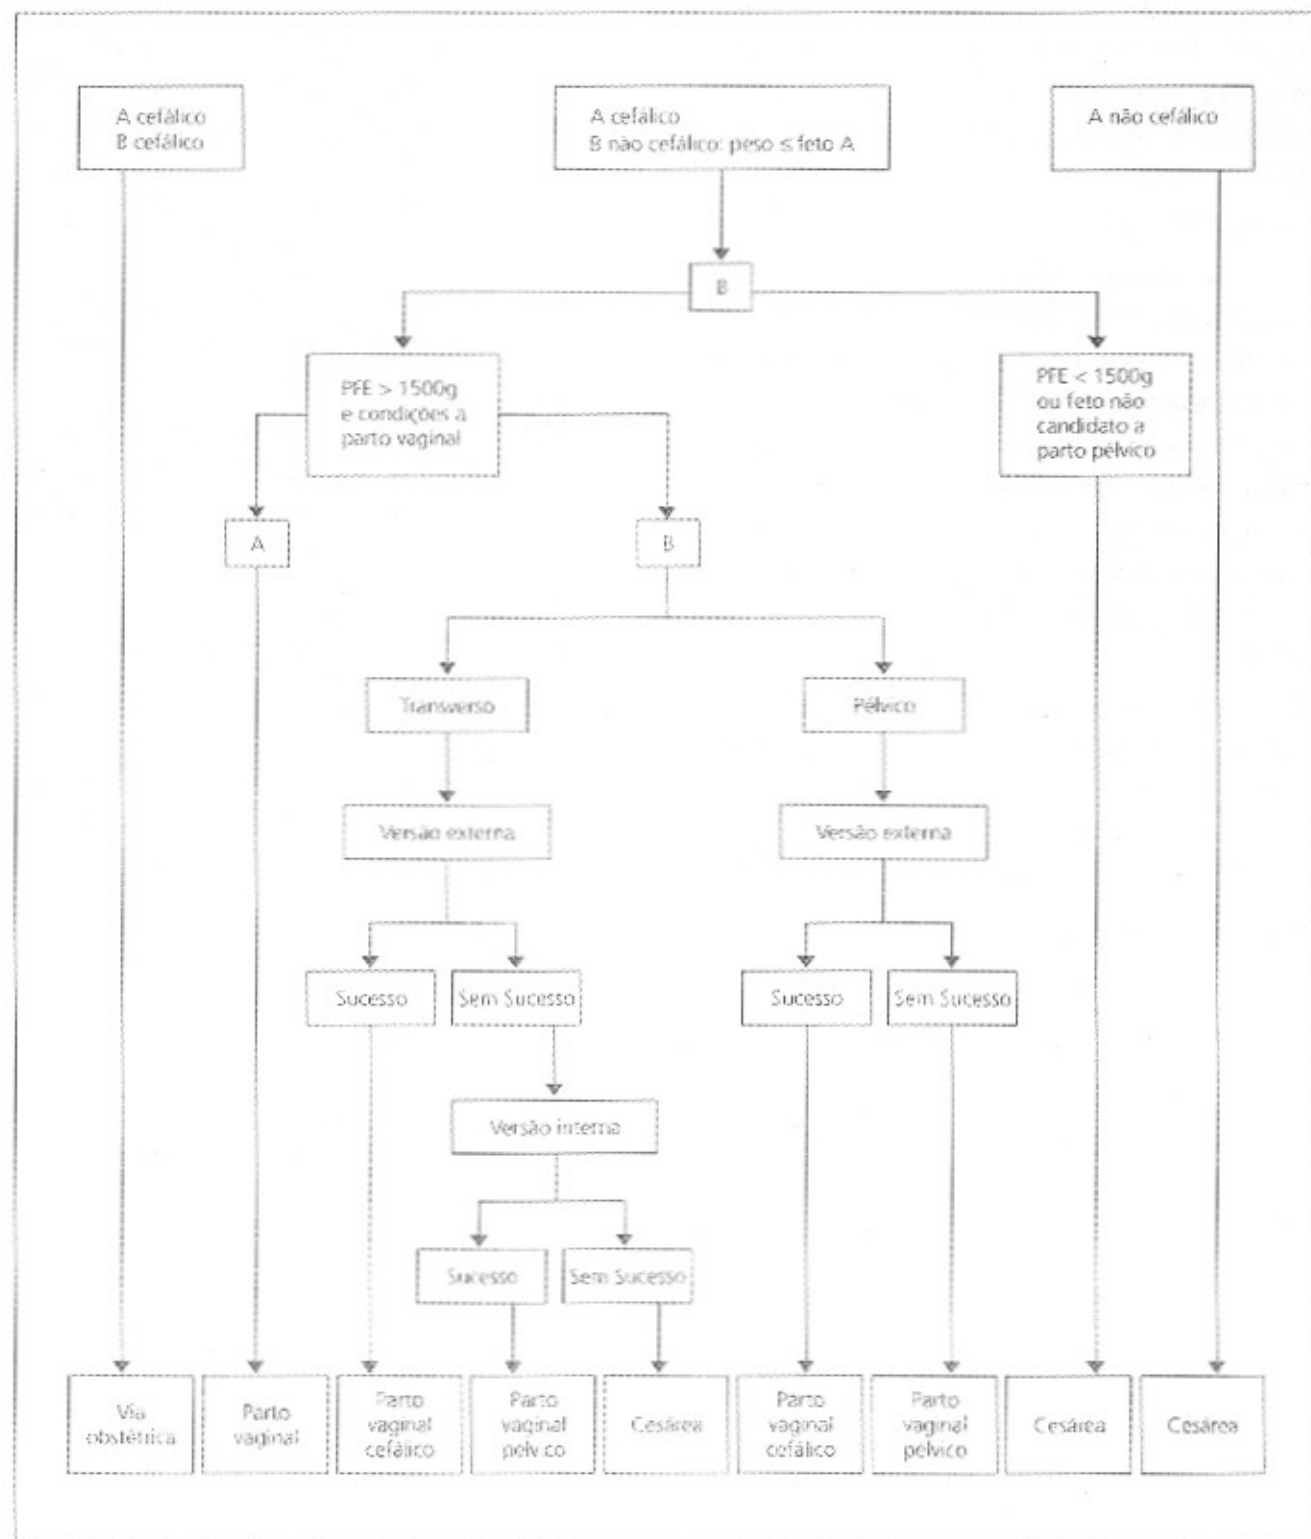 A cefálico
B cefálico
A cefálico
B não cefálico: peso ≤ feto A
A não cefálico
B
PFE > 1500g
e condições a
parto vaginal
PFE < 1500g
ou feto não
candidato a
parto pélvico
A
B
Transverso
Pélvico
Versão externa
Versão externa
Sucesso
Sem Sucesso
Sucesso
Sem Sucesso
Versão interna
Sucesso
Sem Sucesso
Via
obstétrica
Parto
vaginal
Parto
vaginal
cefálico
Parto
vaginal
pelvico
Cesárea
Parto
vaginal
cefálico
Parto
vaginal
pélvico
Cesárea
Cesárea